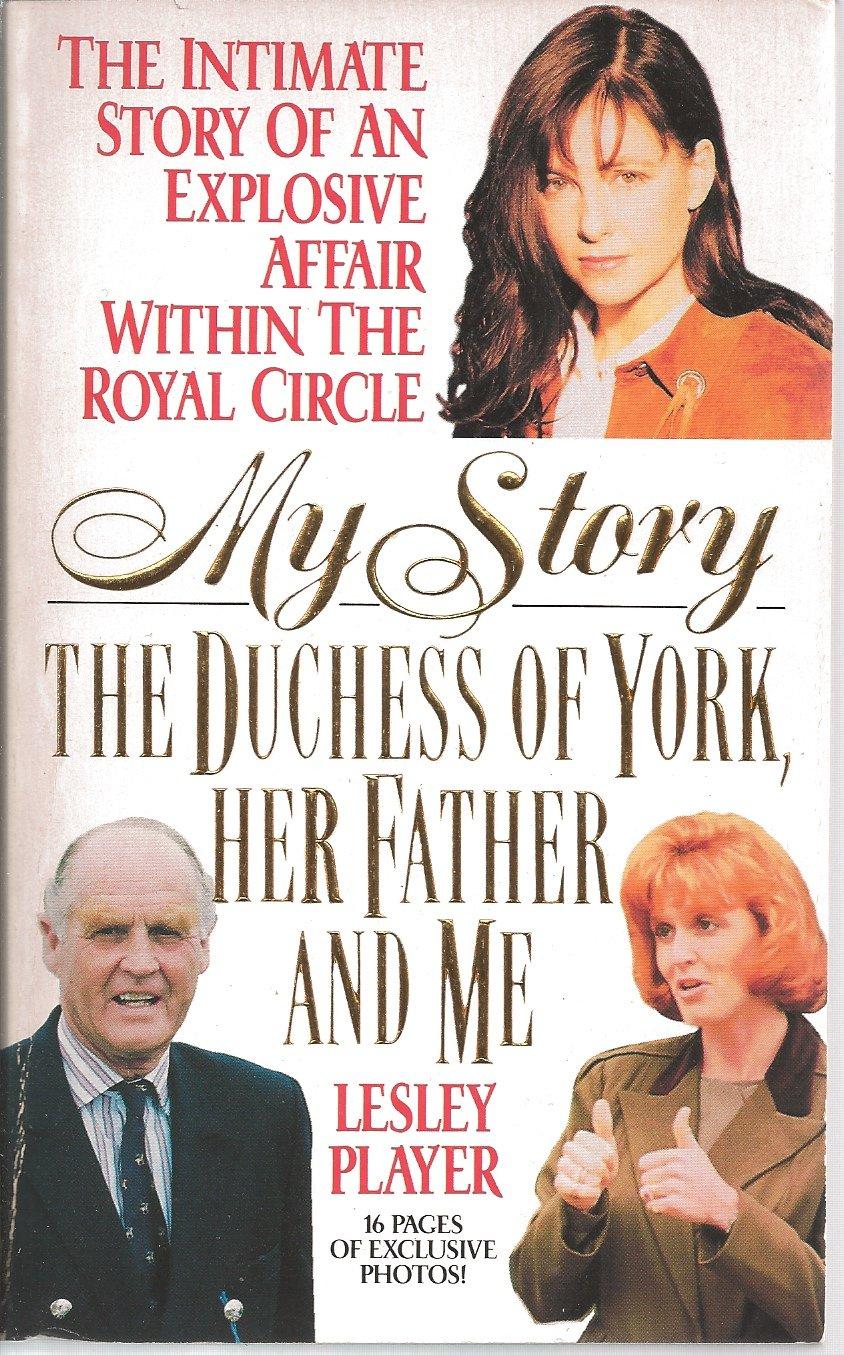 THE INTIMATE
STORY OF AN
EXPLOSIVE
AFFAIR
WITHIN THE
ROYAL CIRCLE
My Story
THE DUCHESS OF YORK,
HER FATHER
AND ME
LESLEY
PLAYER
16 PAGES
OF EXCLUSIVE
PHOTOS!